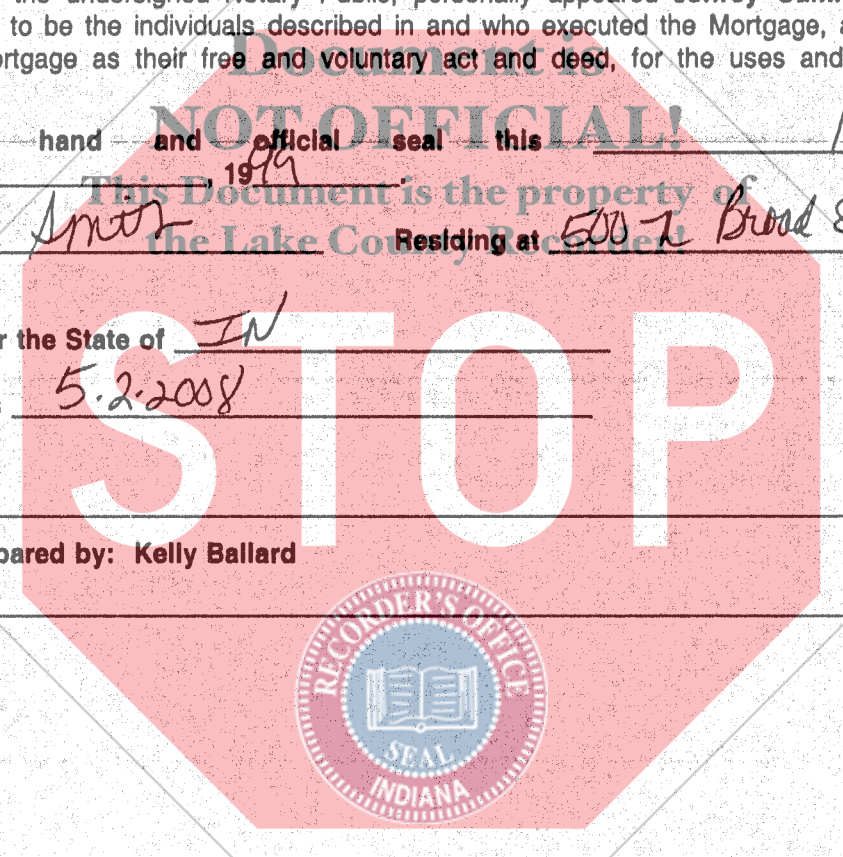 the undersigned Notary Public, personally appeared
to be the individuals described in and who executed the Mortgage, a
ortgage as their free and voluntary act and deed, for the uses and
Document is
NOT OFFICIAL!
hand and official seal this
, 1999.
This Document is the property of
the Lake County Recorder!
Smith Residing at 500 Broad
r the State of IN
5.2.2008
STOP
pared by: Kelly Ballard
RECORDER'S OFFICE
SEAL
INDIANA